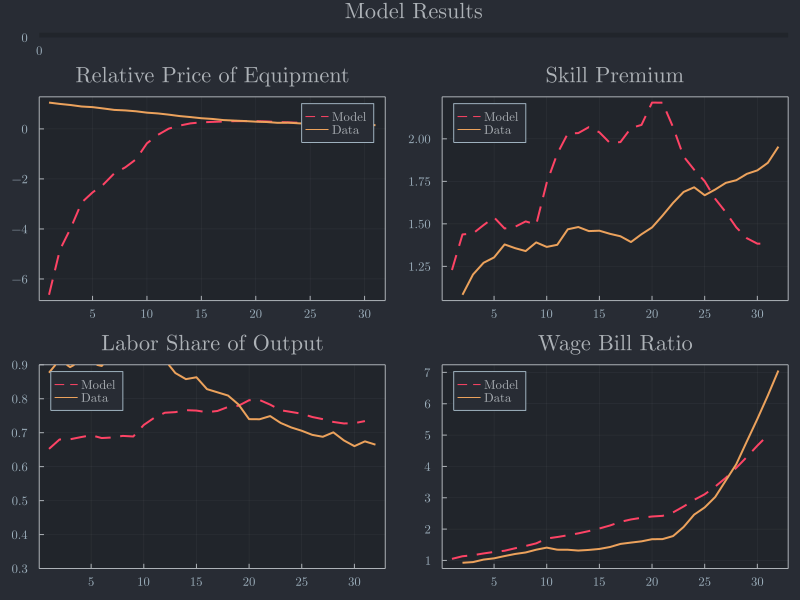 Model Results
0
0
Relative Price of Equipment
Skill Premium
0
−2
−4
−6
Model
Data
5 10 15 20 25 30
2.00
1.75
1.50
1.25
Model
Data
5 10 15 20 25 30
Labor Share of Output
Wage Bill Ratio
0.9
0.8
0.7
0.6
0.5
0.4
0.3
Model
Data
5 10 15 20 25 30
7
6
5
4
3
2
1
Model
Data
5 10 15 20 25 30